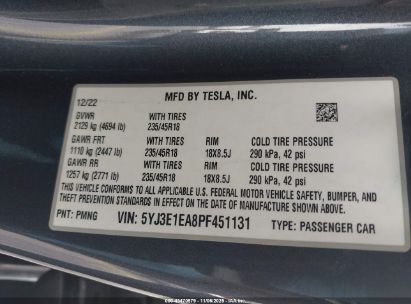 MFD BY TESLA, INC.
12/22
GVWR WITH TIRES
2129 kg (4694 lb) 235/45R18
GAWR FRT WITH TIRES RIM COLD TIRE PRESSURE
1110 kg (2447 lb) 235/45R18 18X8.5J 290 kPa, 42 psi
GAWR RR WITH TIRES RIM COLD TIRE PRESSURE
1257 kg (2771 lb) 235/45R18 18X8.5J 290 kPa, 42 psi
THIS VEHICLE CONFORMS TO ALL APPLICABLE U.S. FEDERAL MOTOR VEHICLE SAFETY, BUMPER, AND
THEFT PREVENTION STANDARDS IN EFFECT ON THE DATE OF MANUFACTURE SHOWN ABOVE.
PNT: PMNG VIN: 5YJ3E1EA8PF451131 TYPE: PASSENGER CAR